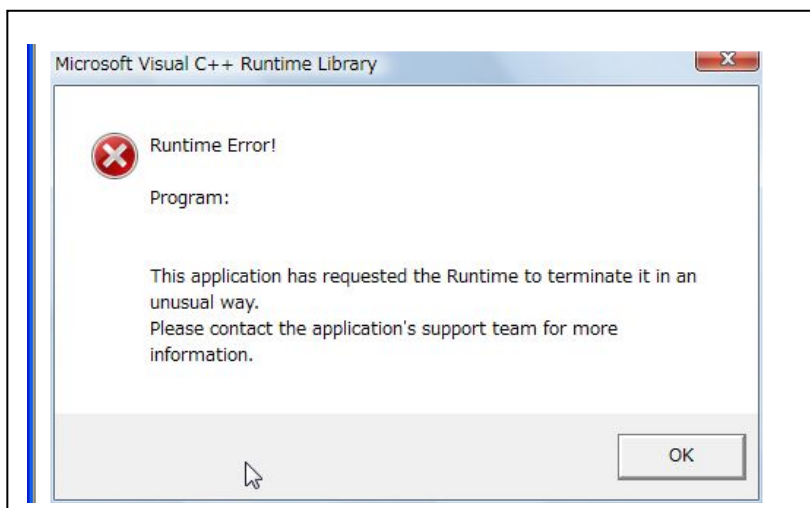 Microsoft Visual C++ Runtime Library
Runtime Error!
Program:
This application has requested the Runtime to terminate it in an
unusual way.
Please contact the application's support team for more
information.
OK